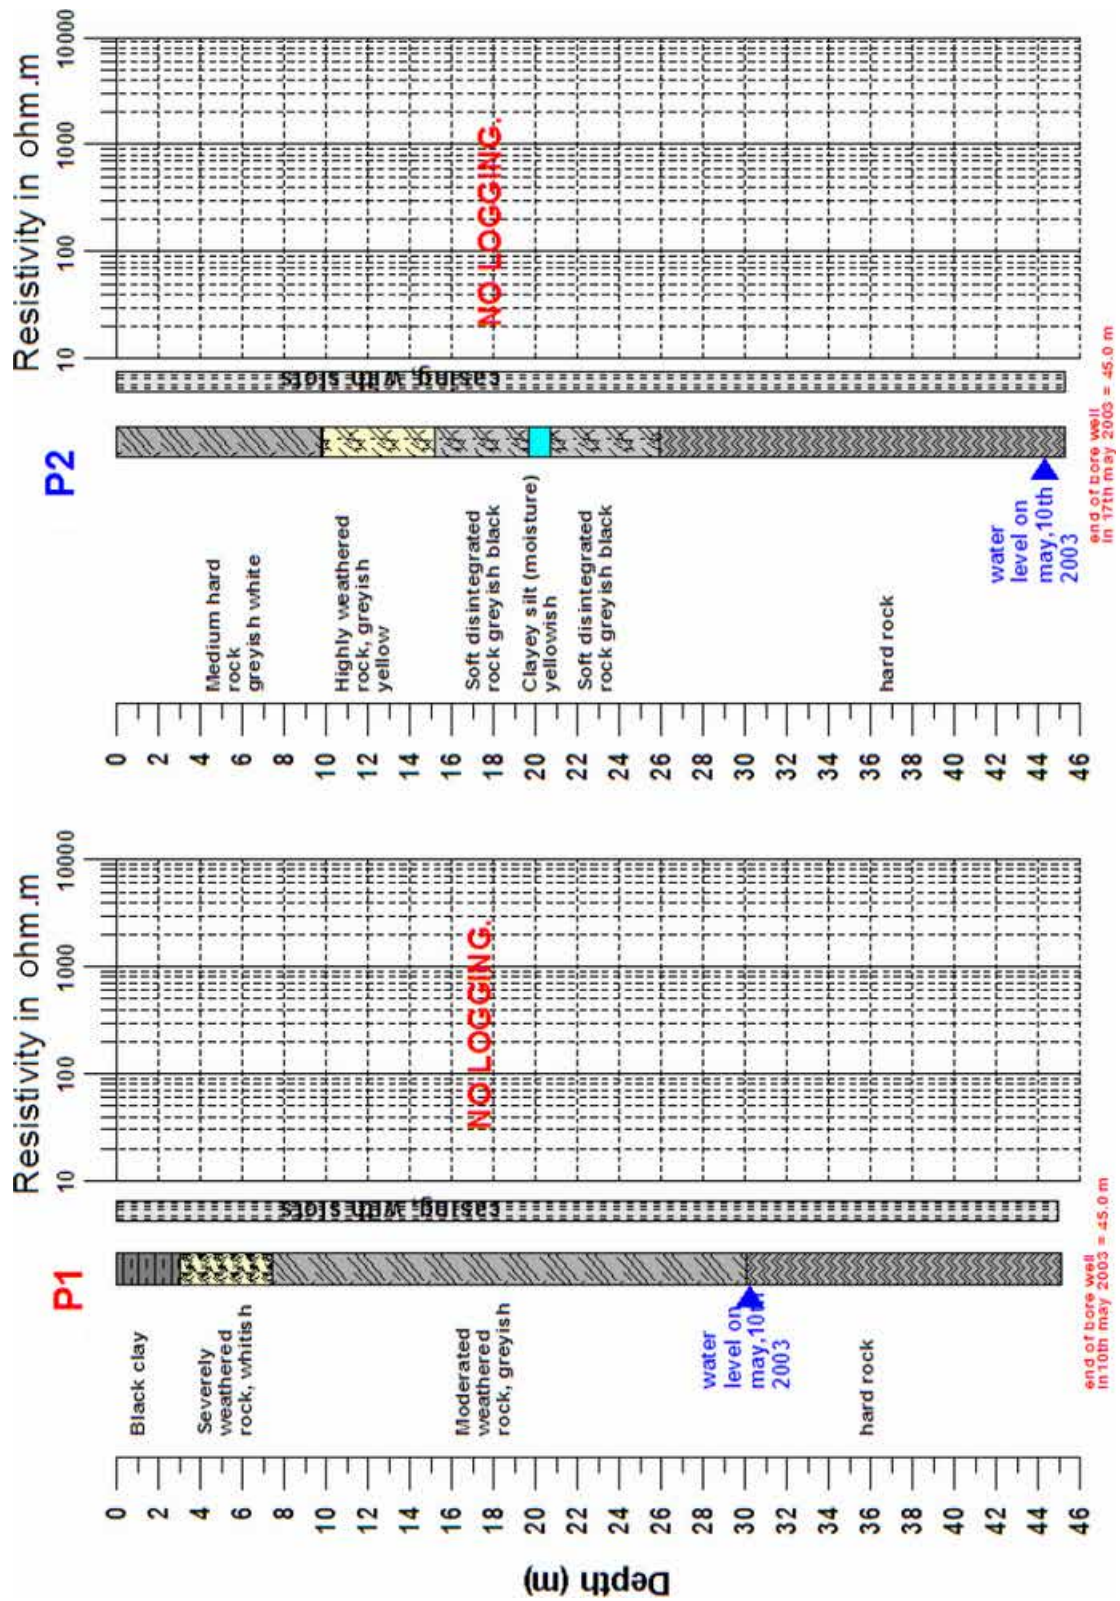 P1
Resistivity in ohm.m
10
100
1000
10000
Depth (m)
0
2
4
6
8
10
12
14
16
18
20
22
24
26
28
30
32
34
36
38
40
42
44
46
Black clay
Severely
weathered
rock, whitish
Moderated
weathered
rock, greyish
water
level on
may,10th
2003
hard rock
casing, with slots
NO LOGGING.
end of bore well
in 10th may 2003 = 45.0 m
P2
Resistivity in ohm.m
10
100
1000
10000
0
2
4
6
8
10
12
14
16
18
20
22
24
26
28
30
32
34
36
38
40
42
44
46
Medium hard
rock
greyish white
Highly weathered
rock, greyish
yellow
Soft disintegrated
rock greyish black
Clayey silt (moisture)
yellowish
Soft disintegrated
rock greyish black
hard rock
water
level on
may,10th
2003
casing, with slots
NO LOGGING.
end of bore well
in 17th may 2003 = 45.0 m